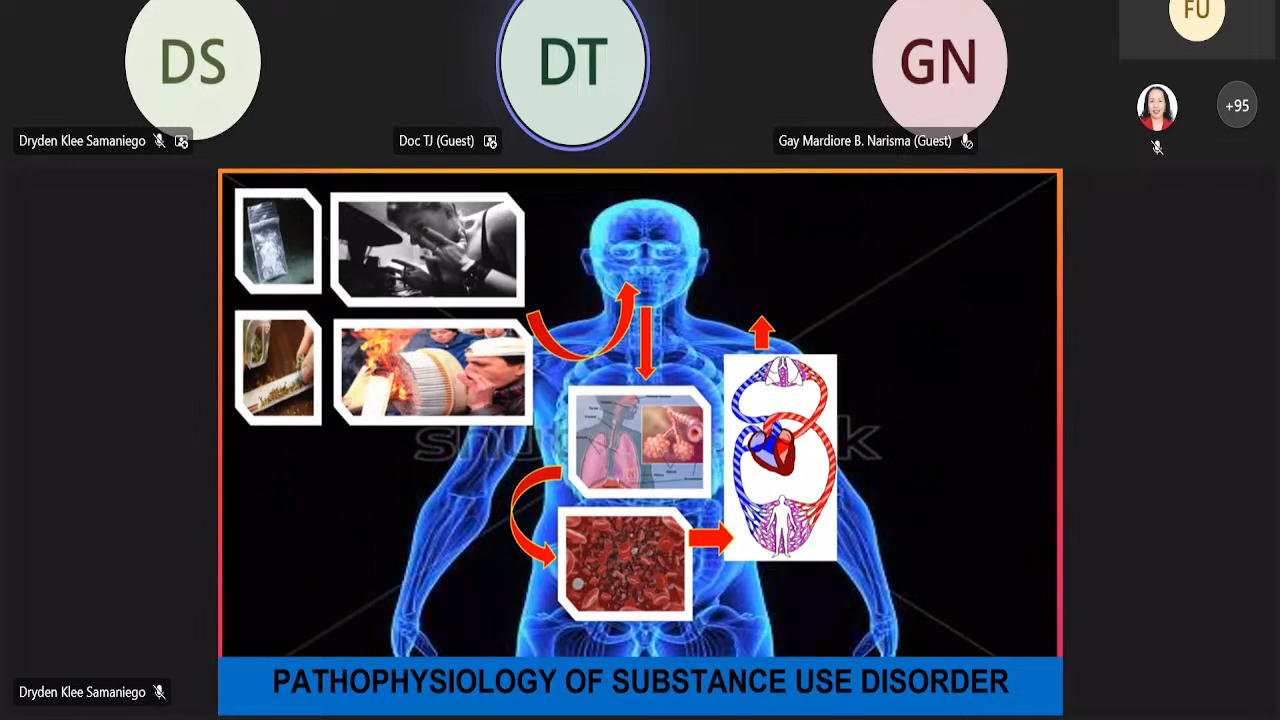 FU
DS
DT
GN
+95
Dryden Klee Samaniego
Doc TJ (Guest)
Gay Mardiore B. Narisma (Guest)
Dryden Klee Samaniego
PATHOPHYSIOLOGY OF SUBSTANCE USE DISORDER